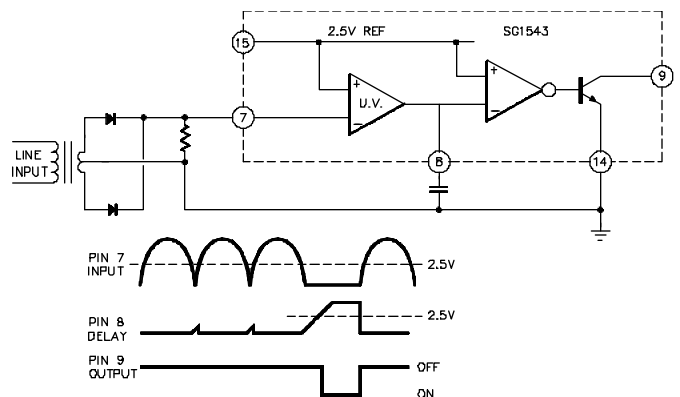 2.5V REF
SG1543
15
9
+
U.V.
−
+
−
7
LINE
INPUT
8
14
PIN 7
INPUT
2.5V
PIN 8
DELAY
2.5V
PIN 9
OUTPUT
OFF
ON